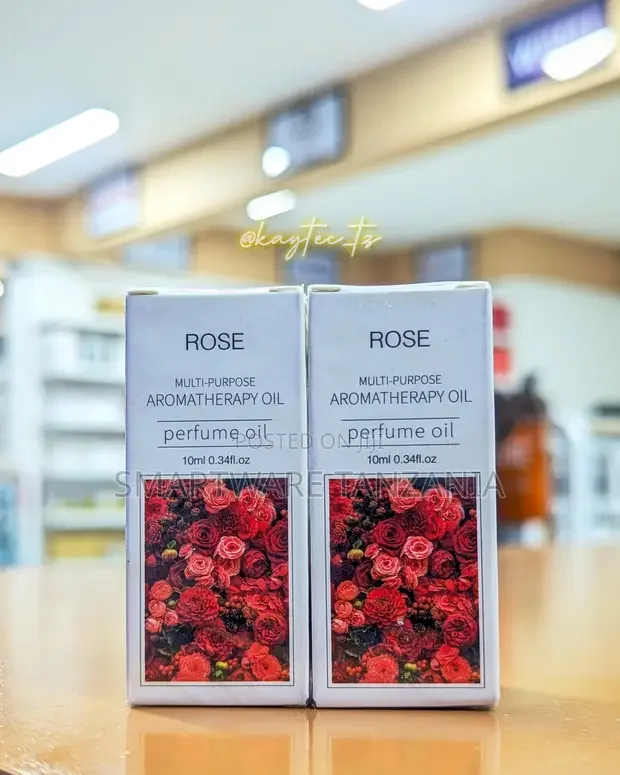 @kaytec_tz
ROSE
MULTI-PURPOSE
AROMATHERAPY OIL
perfume oil
10ml 0.34fl.oz
ROSE
MULTI-PURPOSE
AROMATHERAPY OIL
perfume oil
10ml 0.34fl.oz
POSTED ON JIJI
SMARTWARE TANZANIA